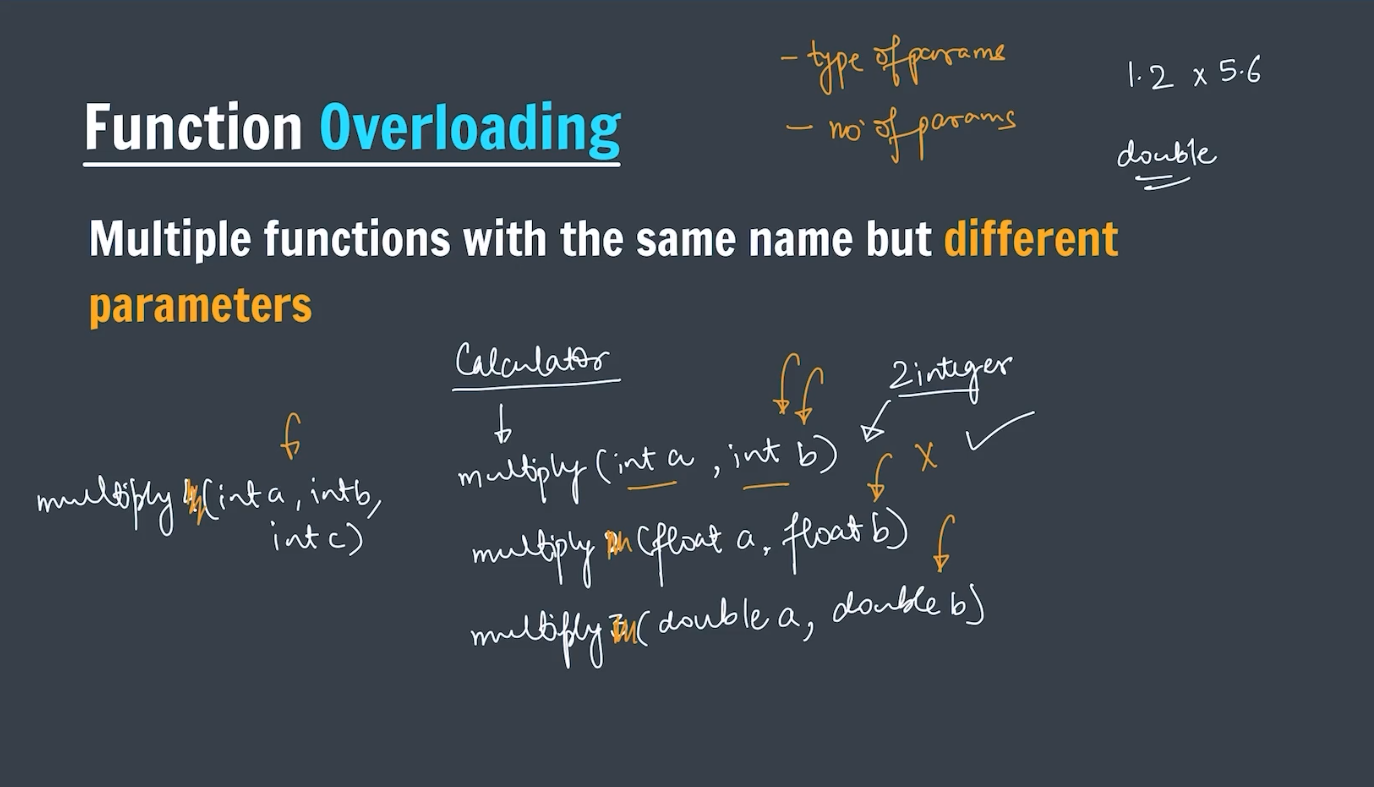 - type of params
- no. of params
1.2 x 5.6
double
Function Overloading
Multiple functions with the same name but different
parameters
Calculator
2 integer
multiply (int a , int b)
multiply (float a, float b)
multiply (double a, double b)
multiply (int a, int b,
int c)